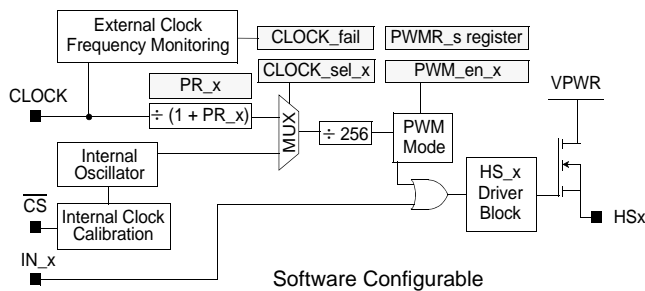 External Clock
Frequency Monitoring
CLOCK_fail
PWMR_s register
PR_x
CLOCK_sel_x
PWM_en_x
VPWR
CLOCK
÷ (1 + PR_x)
MUX
÷ 256
PWM
Mode
Internal
Oscillator
HS_x
Driver
Block
CS
Internal Clock
Calibration
HSx
IN_x
Software Configurable